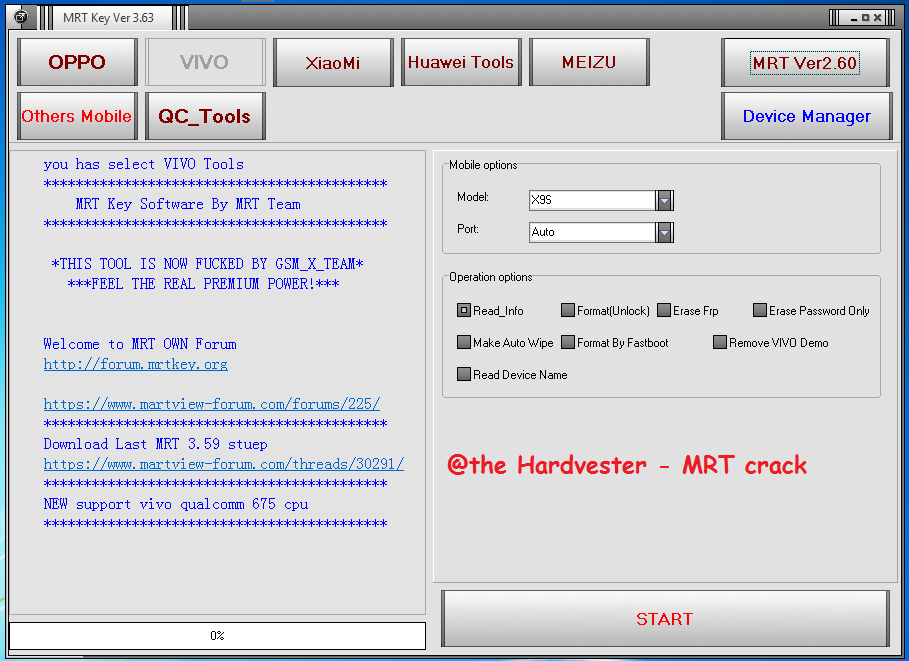 MRT Key Ver 3.63
OPPO
VIVO
XiaoMi
Huawei Tools
MEIZU
MRT Ver2.60
Others Mobile
QC_Tools
Device Manager
you has select VIVO Tools
*******************************************
MRT Key Software By MRT Team
*******************************************
*THIS TOOL IS NOW FUCKED BY GSM_X_TEAM*
***FEEL THE REAL PREMIUM POWER!***
Welcome to MRT OWN Forum
http://forum.mrtkey.org
https://www.martview-forum.com/forums/225/
*******************************************
Download Last MRT 3.59 stuep
https://www.martview-forum.com/threads/30291/
*******************************************
NEW support vivo qualcomm 675 cpu
*******************************************
0%
Mobile options
Model: X9S
Port: Auto
Operation options
Read_Info Format(Unlock) Erase Frp Erase Password Only
Make Auto Wipe Format By Fastboot Remove VIVO Demo
Read Device Name
@the Hardvester - MRT crack
START